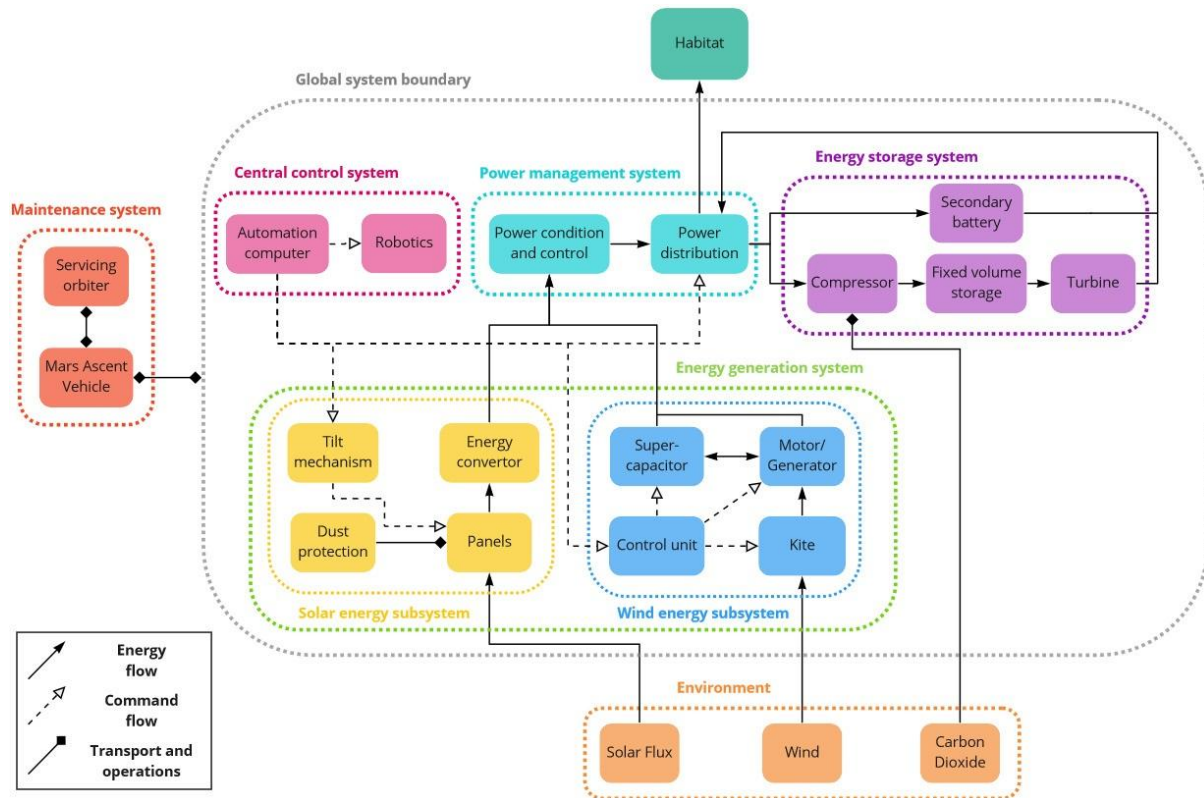 Habitat
Global system boundary
Central control system
Power management system
Energy storage system
Maintenance system
Servicing
orbiter
Mars Ascent
Vehicle
Automation
computer
Robotics
Power condition
and control
Power
distribution
Secondary
battery
Compressor
Fixed volume
storage
Turbine
Energy generation system
Tilt
mechanism
Energy
convertor
Dust
protection
Panels
Solar energy subsystem
Super-
capacitor
Motor/
Generator
Control unit
Kite
Wind energy subsystem
Energy
flow
Command
flow
Transport and
operations
Environment
Solar Flux
Wind
Carbon
Dioxide